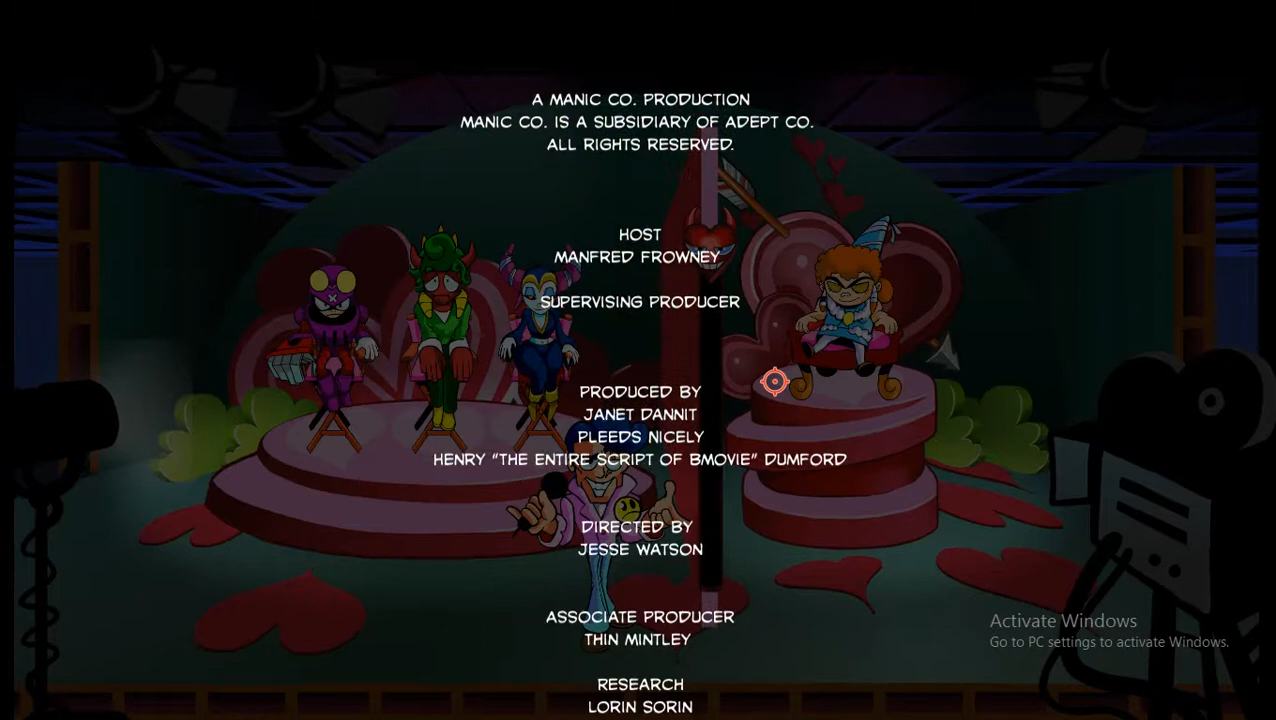 A MANIC CO. PRODUCTION
MANIC CO. IS A SUBSIDIARY OF ADEPT CO.
ALL RIGHTS RESERVED.
HOST
MANFRED FROWNEY
SUPERVISING PRODUCER
PRODUCED BY
JANET DANNIT
PLEEDS NICELY
HENRY "THE ENTIRE SCRIPT OF BMOVIE" DUMFORD
DIRECTED BY
JESSE WATSON
ASSOCIATE PRODUCER
THIN MINTLEY
RESEARCH
LORIN SORIN
Activate Windows
Go to PC settings to activate Windows.